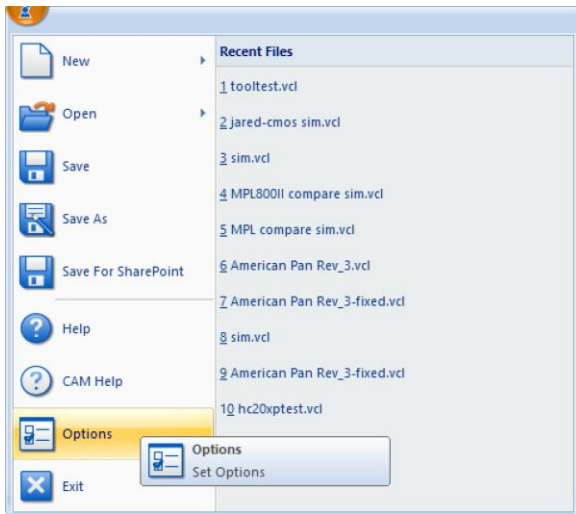 New
Open
Save
Save As
Save For SharePoint
Help
CAM Help
Options
Exit
Recent Files
1 tooltest.vcl
2 jared-cmos sim.vcl
3 sim.vcl
4 MPL800II compare sim.vcl
5 MPL compare sim.vcl
6 American Pan Rev_3.vcl
7 American Pan Rev_3-fixed.vcl
8 sim.vcl
9 American Pan Rev_3-fixed.vcl
10 hc20xptest.vcl
Options
Set Options